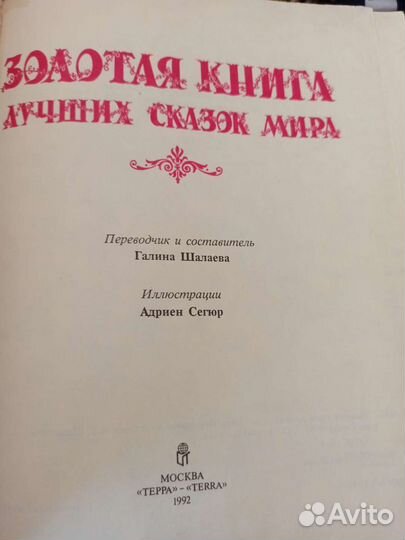 ЗОЛОТАЯ КНИГА
ЛУЧШИХ СКАЗОК МИРА
Переводчик и составитель
Галина Шалаева
Иллюстрации
Адриен Сегюр
МОСКВА
«ТЕРРА» – «TERRA»
1992
Avito